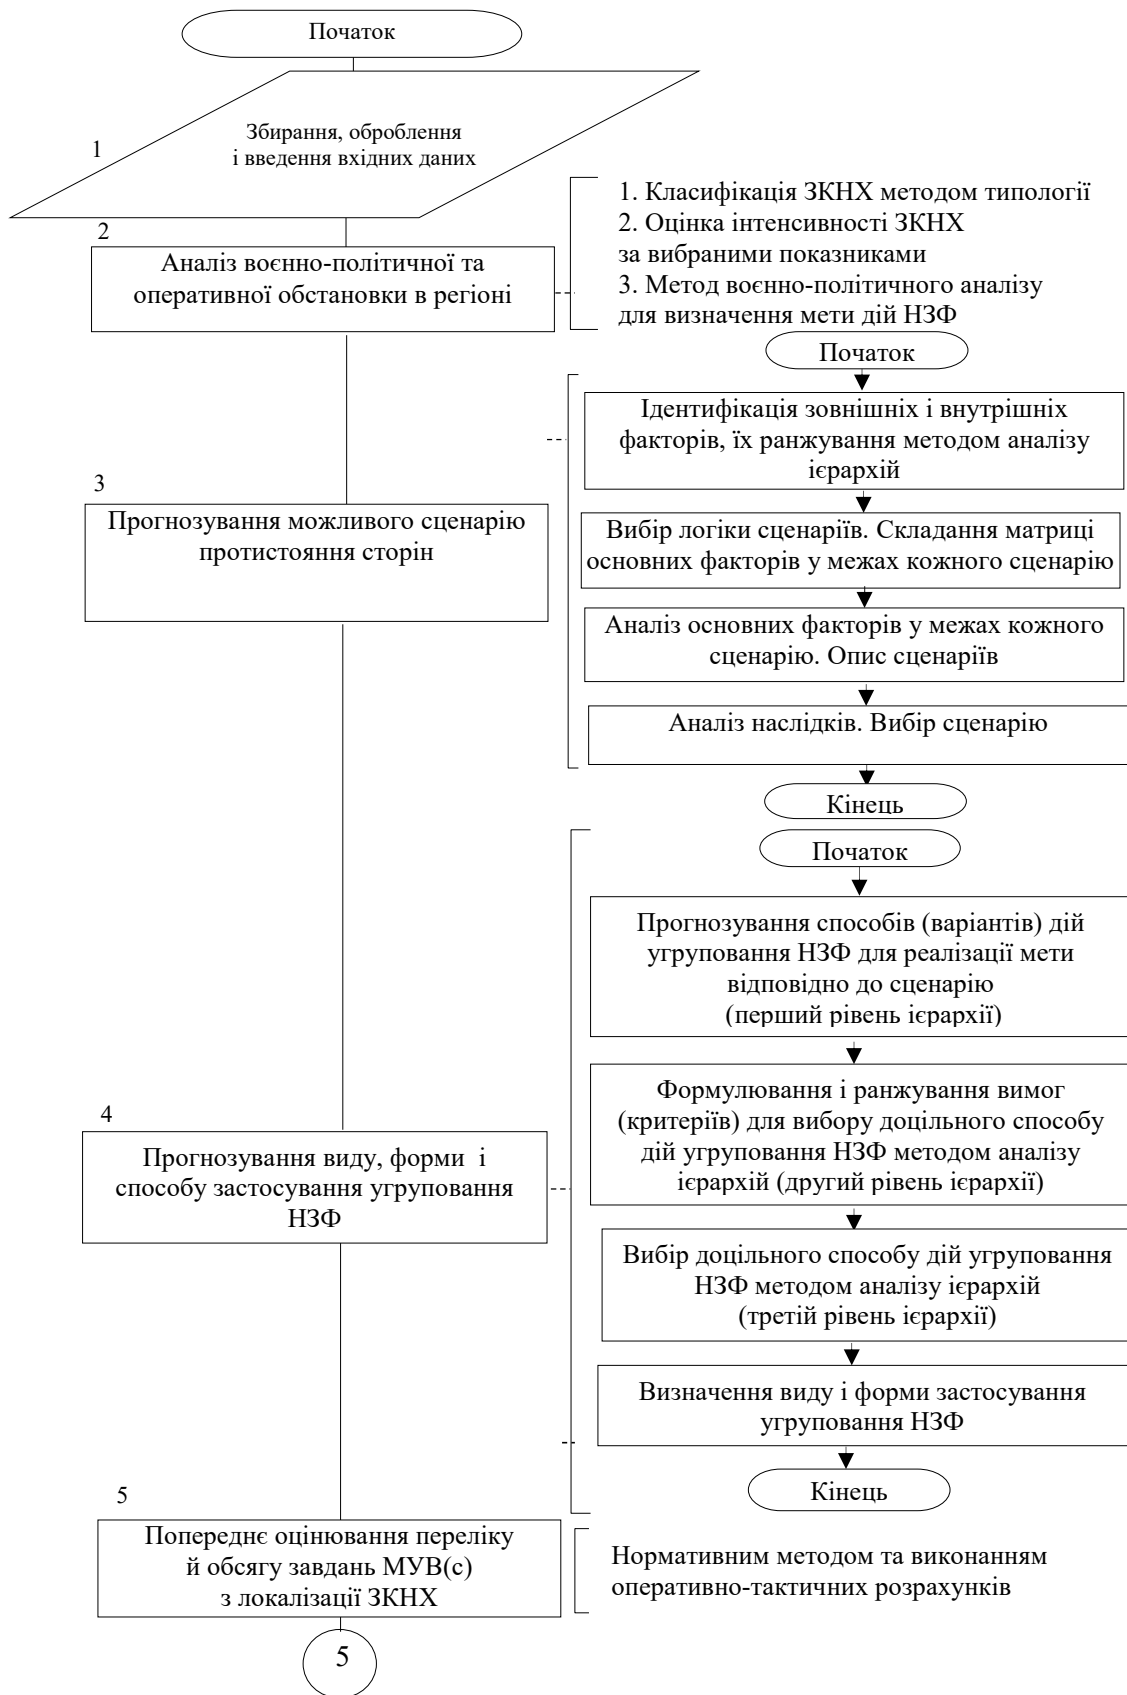 Початок
1
Збирання, оброблення
і введення вхідних даних
2
Аналіз воєнно-політичної та
оперативної обстановки в регіоні
1. Класифікація ЗКНХ методом типології
2. Оцінка інтенсивності ЗКНХ
за вибраними показниками
3. Метод воєнно-політичного аналізу
для визначення мети дій НЗФ
3
Прогнозування можливого сценарію
протистояння сторін
Початок
Ідентифікація зовнішніх і внутрішніх
факторів, їх ранжування методом аналізу
ієрархій
Вибір логіки сценаріїв. Складання матриці
основних факторів у межах кожного сценарію
Аналіз основних факторів у межах кожного
сценарію. Опис сценаріїв
Аналіз наслідків. Вибір сценарію
Кінець
4
Прогнозування виду, форми і
способу застосування угруповання
НЗФ
Початок
Прогнозування способів (варіантів) дій
угруповання НЗФ для реалізації мети
відповідно до сценарію
(перший рівень ієрархії)
Формулювання і ранжування вимог
(критеріїв) для вибору доцільного способу
дій угруповання НЗФ методом аналізу
ієрархій (другий рівень ієрархії)
Вибір доцільного способу дій угруповання
НЗФ методом аналізу ієрархій
(третій рівень ієрархії)
Визначення виду і форми застосування
угруповання НЗФ
Кінець
5
Попереднє оцінювання переліку
й обсягу завдань МУВ(с)
з локалізації ЗКНХ
Нормативним методом та виконанням
оперативно-тактичних розрахунків
5